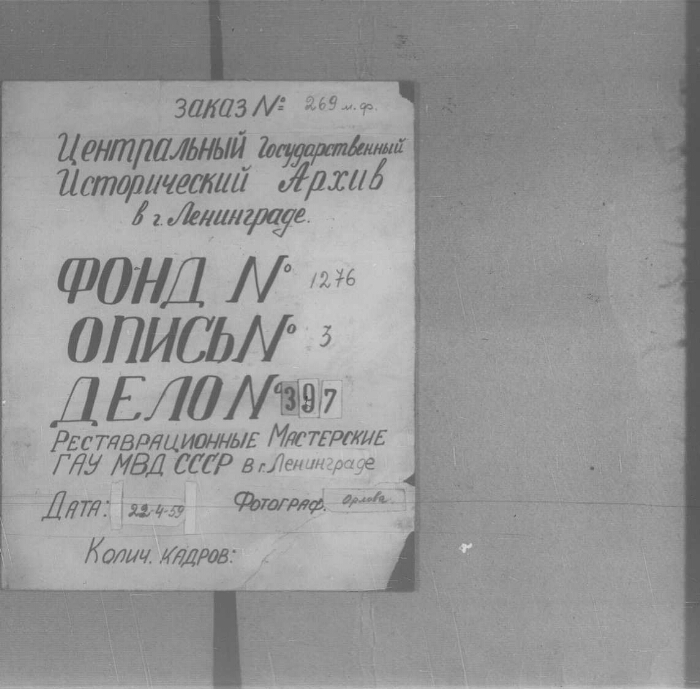 Заказ №: 269 м.ф.
Центральный Государственный
Исторический Архив
в г. Ленинграде.
ФОНД № 1276
ОПИСЬ № 3
ДЕЛО № 397
Реставрационные Мастерские
ГАУ МВД СССР в г. Ленинграде
Дата: 22-4-59 Фотограф. Орлова
Колич. кадров: